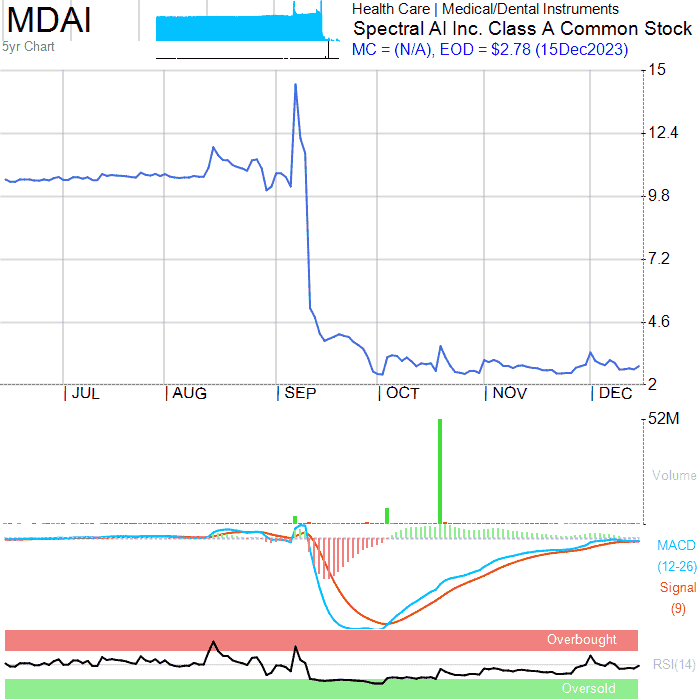 MDAI
5yr Chart
Health Care | Medical/Dental Instruments
Spectral AI Inc. Class A Common Stock
MC = (N/A), EOD = $2.78 (15Dec2023)
15
12.4
9.8
7.2
4.6
2
JUL AUG SEP OCT NOV DEC
52M
Volume
MACD
(12-26)
Signal
(9)
Overbought
RSI(14)
Oversold